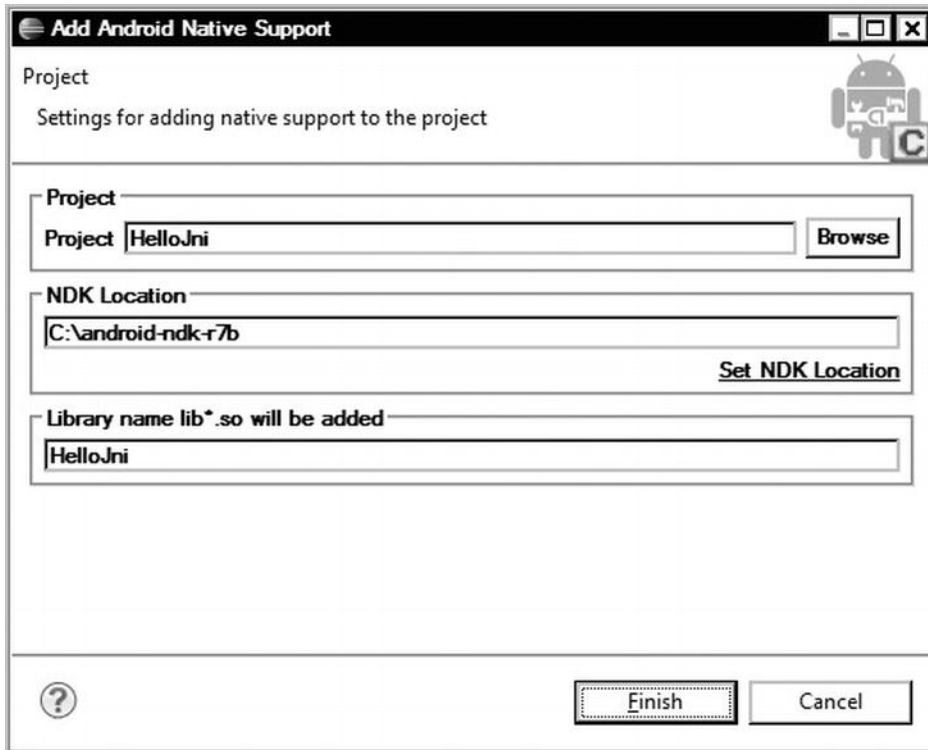 Add Android Native Support
Project
Settings for adding native support to the project
C
Project
Project HelloJni Browse
NDK Location
C:\android-ndk-r7b
Set NDK Location
Library name lib*.so will be added
HelloJni
? Finish Cancel